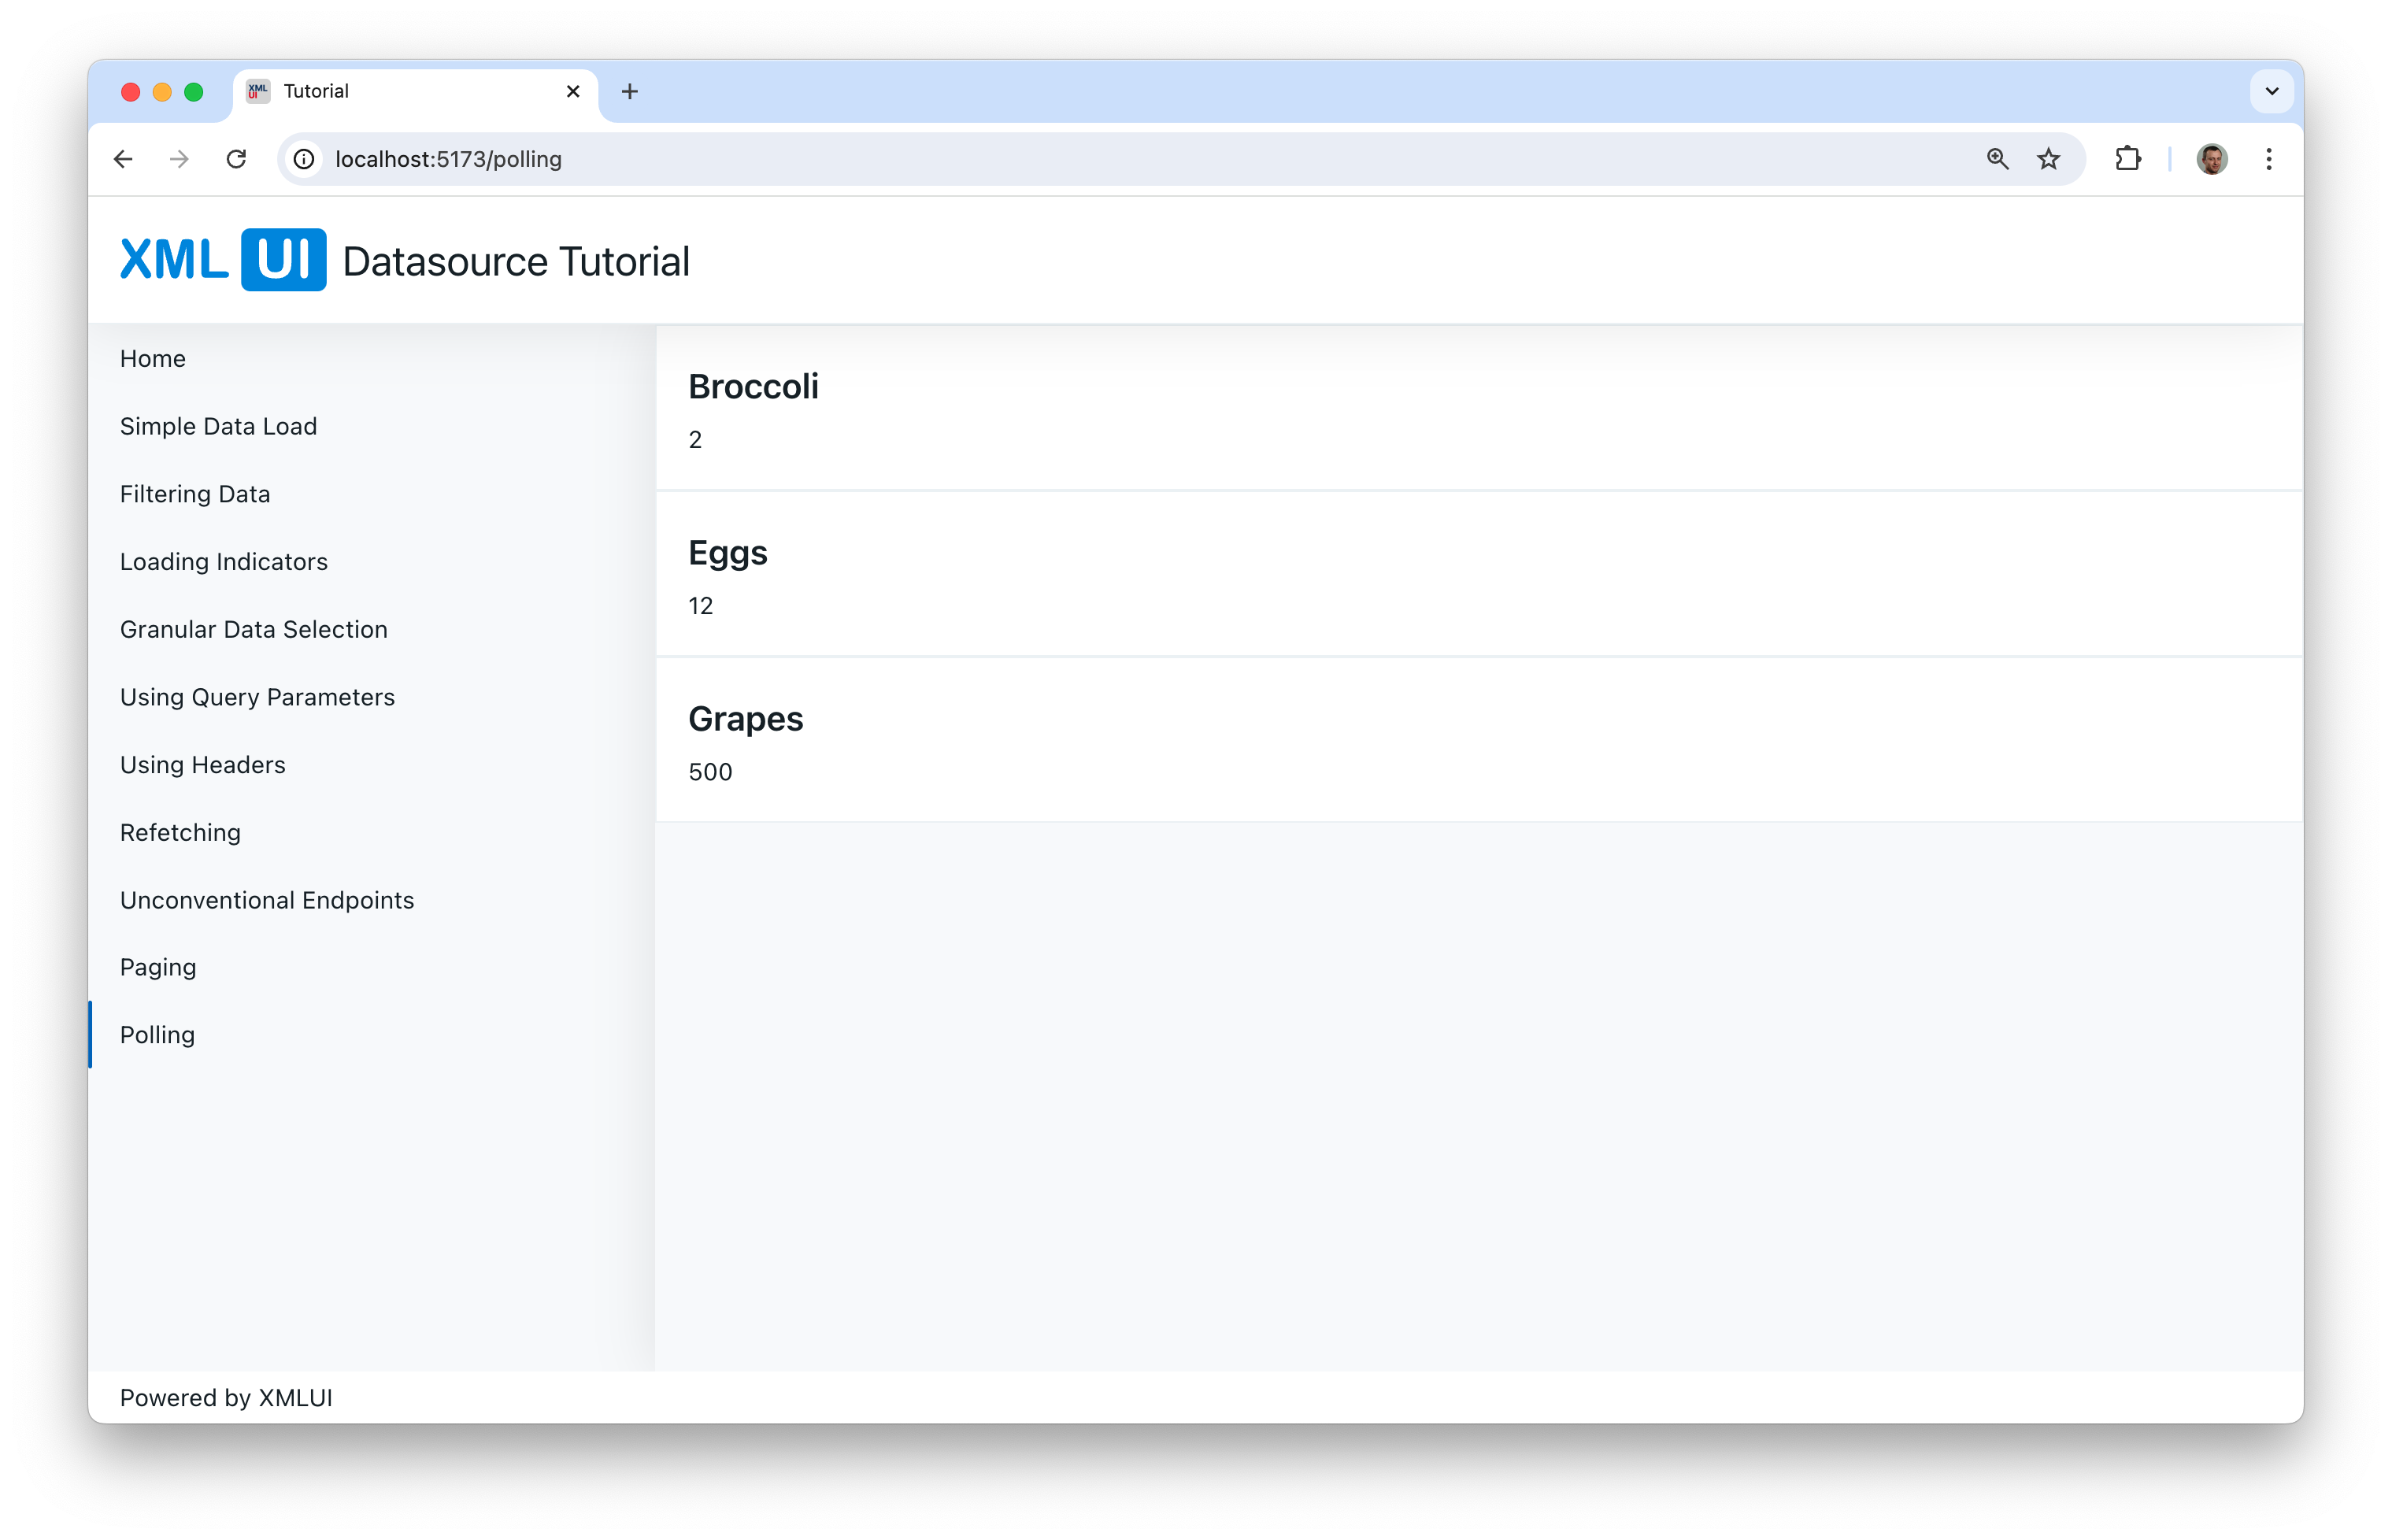 XML UI Tutorial
localhost:5173/polling
XML UI Datasource Tutorial
Home
Simple Data Load
Filtering Data
Loading Indicators
Granular Data Selection
Using Query Parameters
Using Headers
Refetching
Unconventional Endpoints
Paging
Polling
Broccoli
2
Eggs
12
Grapes
500
Powered by XMLUI